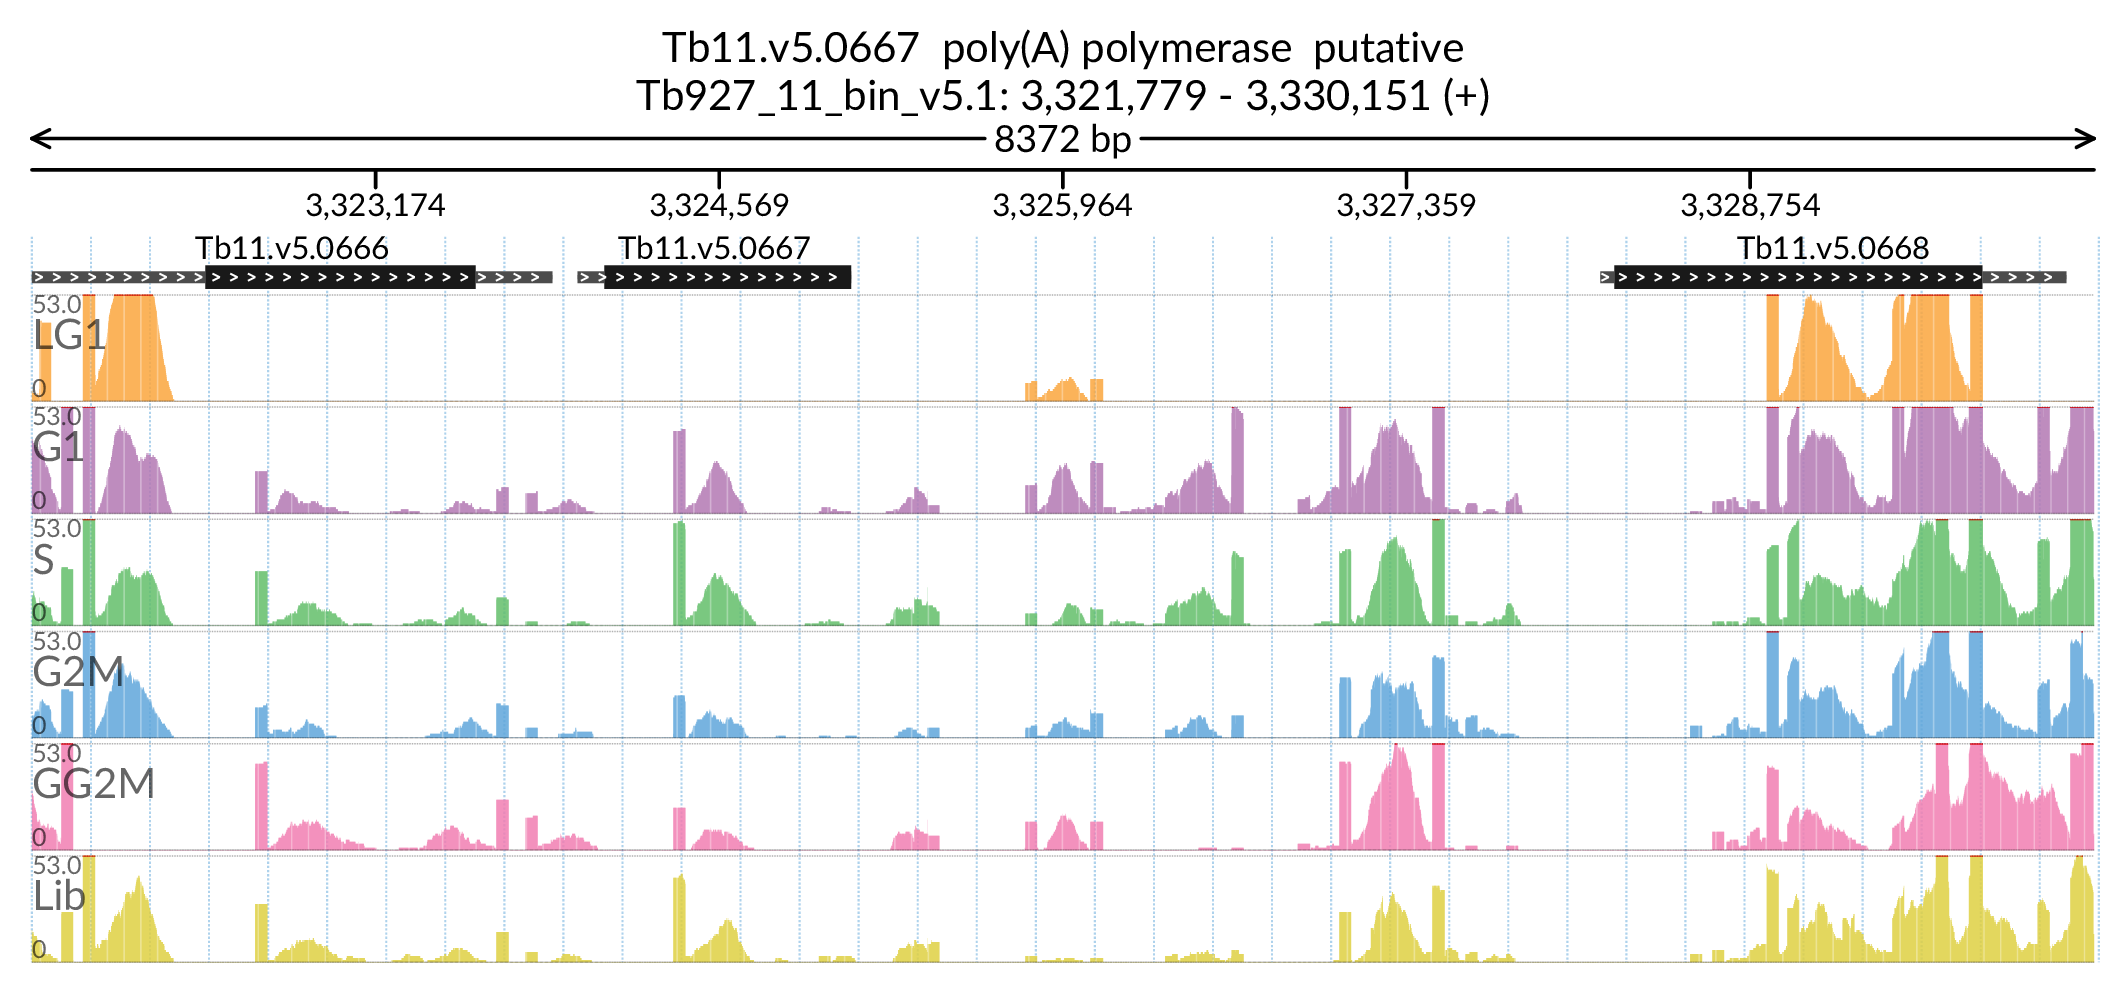 Tb11.v5.0667 poly(A) polymerase putative
Tb927_11_bin_v5.1: 3,321,779 - 3,330,151 (+)
8372 bp
3,323,174 3,324,569 3,325,964 3,327,359 3,328,754
Tb11.v5.0666 Tb11.v5.0667 Tb11.v5.0668
53.0
LG1
0
53.0
G1
0
53.0
S
0
53.0
G2M
0
53.0
GG2M
0
53.0
Lib
0